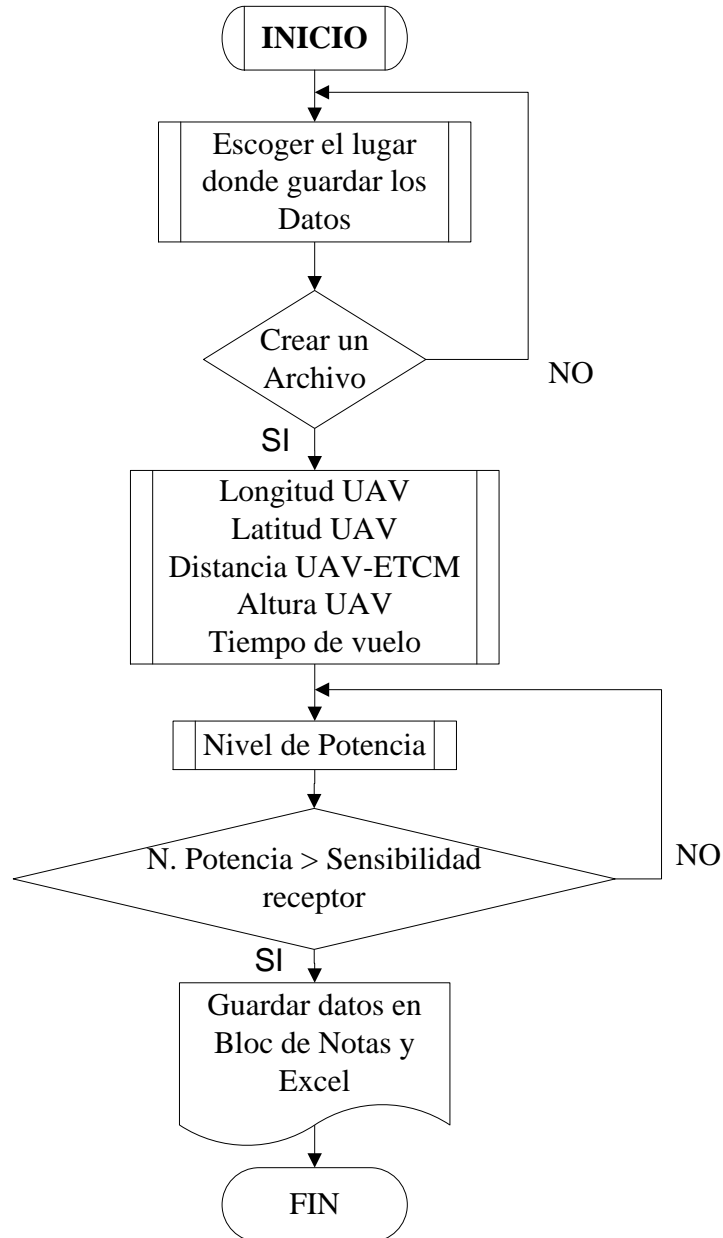 INICIO
Escoger el lugar
donde guardar los
Datos
Crear un
Archivo
NO
SI
Longitud UAV
Latitud UAV
Distancia UAV-ETCM
Altura UAV
Tiempo de vuelo
Nivel de Potencia
N. Potencia > Sensibilidad
receptor
NO
SI
Guardar datos en
Bloc de Notas y
Excel
FIN